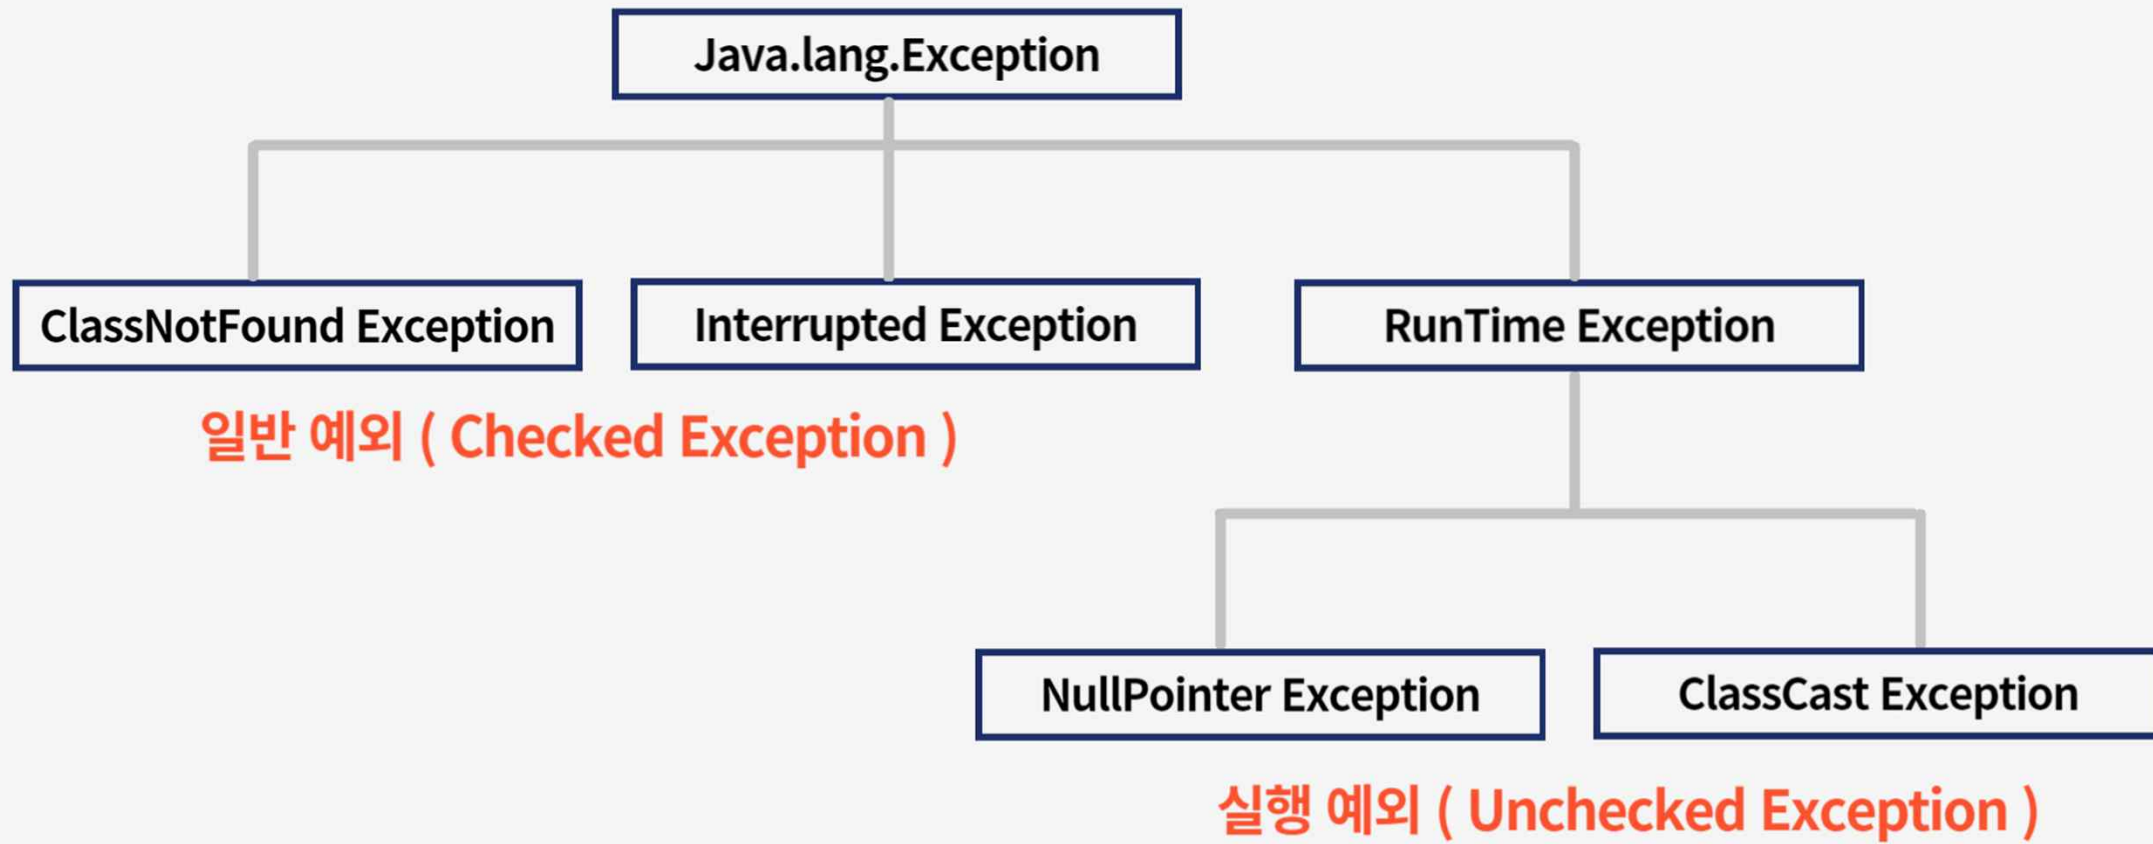 Java.lang.Exception
ClassNotFound Exception
Interrupted Exception
RunTime Exception
일반 예외 ( Checked Exception )
NullPointer Exception
ClassCast Exception
실행 예외 ( Unchecked Exception )